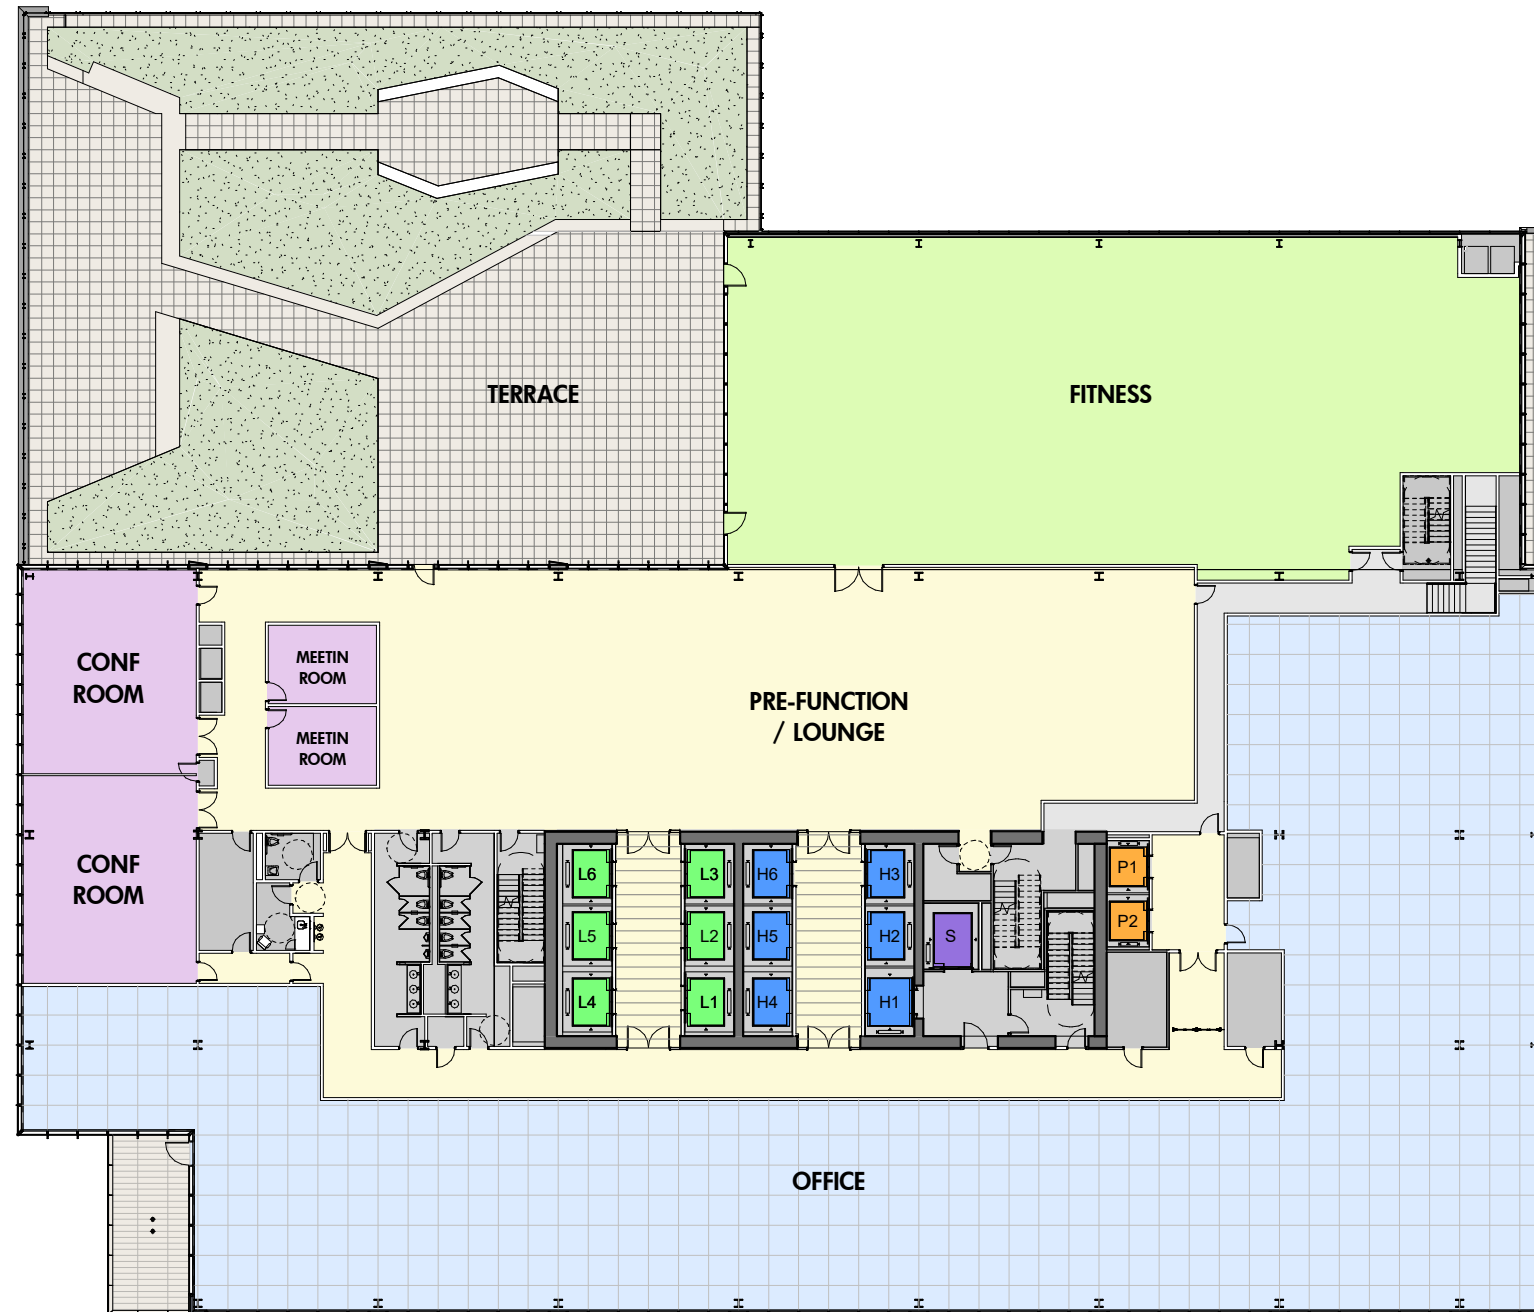 TERRACE
FITNESS
CONF
ROOM
MEETIN
ROOM
PRE-FUNCTION
/ LOUNGE
MEETIN
ROOM
CONF
ROOM
L6
L3
H6
H3
P1
L5
L2
H5
H2
S
P2
L4
L1
H4
H1
OFFICE